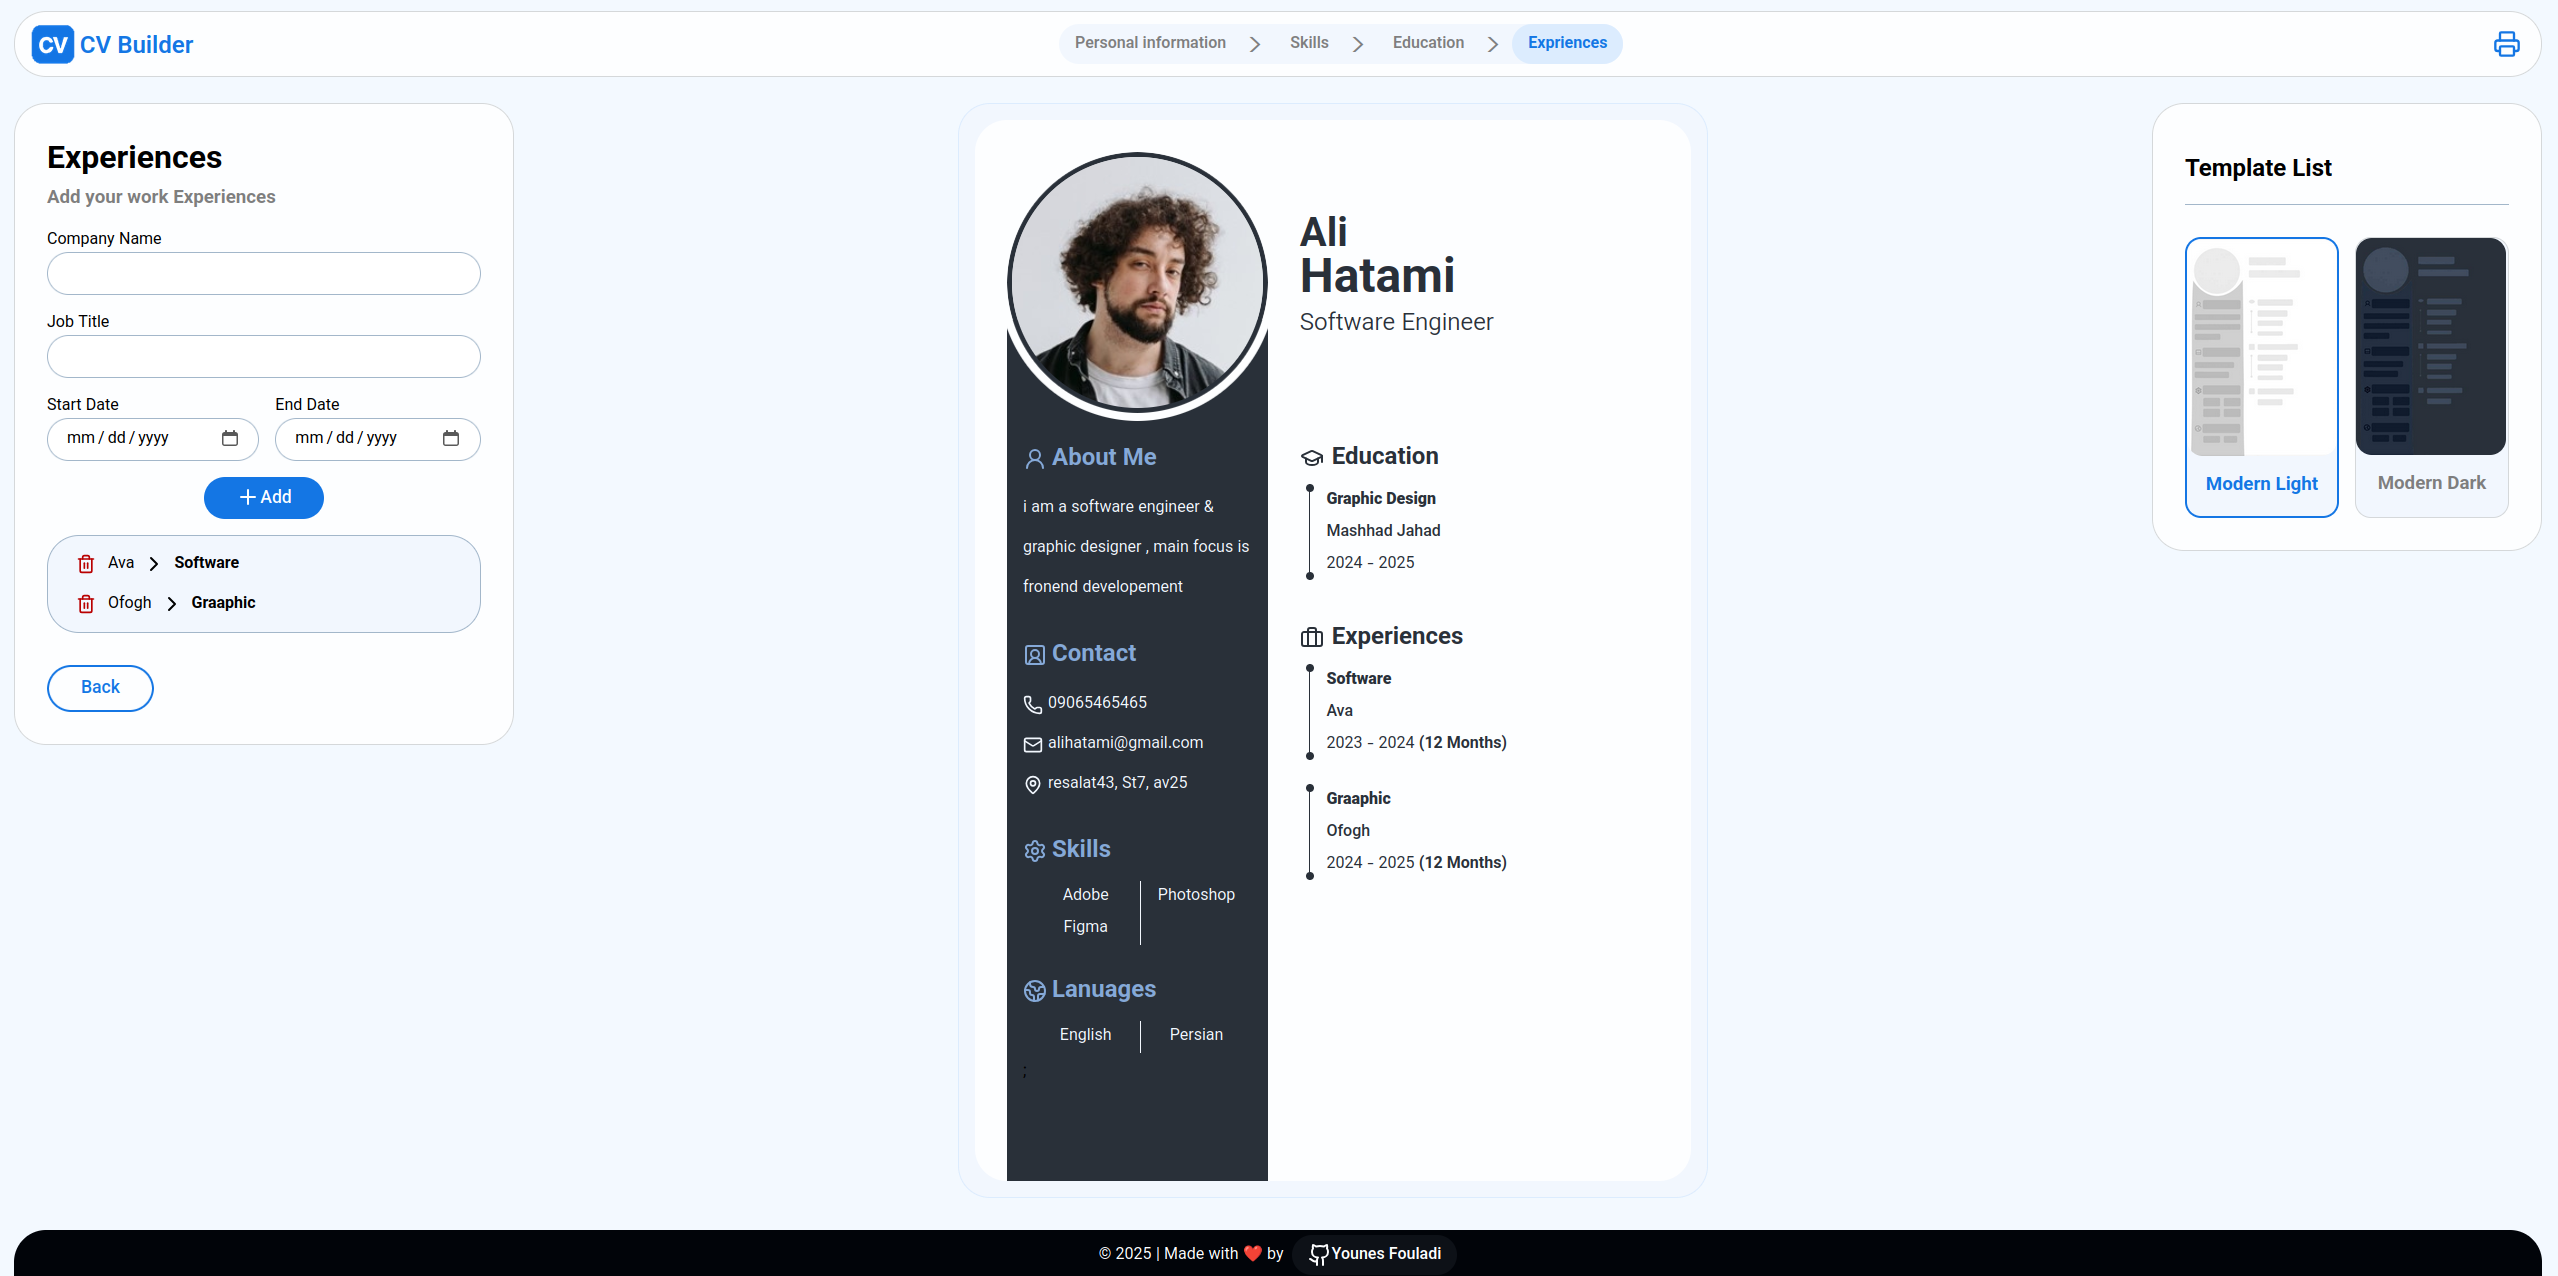 CV CV Builder
Personal information
Skills
Education
Expriences
Experiences
Add your work Experiences
Company Name
Job Title
Start Date
End Date
mm / dd / yyyy
mm / dd / yyyy
+ Add
Ava > Software
Ofogh > Graaphic
Back
Ali
Hatami
Software Engineer
About Me
i am a software engineer &
graphic designer , main focus is
fronend developement
Contact
09065465465
alihatami@gmail.com
resalat43, St7, av25
Skills
Adobe
Photoshop
Figma
Lanuages
English
Persian
;
Education
Graphic Design
Mashhad Jahad
2024 - 2025
Experiences
Software
Ava
2023 - 2024 (12 Months)
Graaphic
Ofogh
2024 - 2025 (12 Months)
Template List
Modern Light
Modern Dark
© 2025 | Made with ❤️ by Younes Fouladi